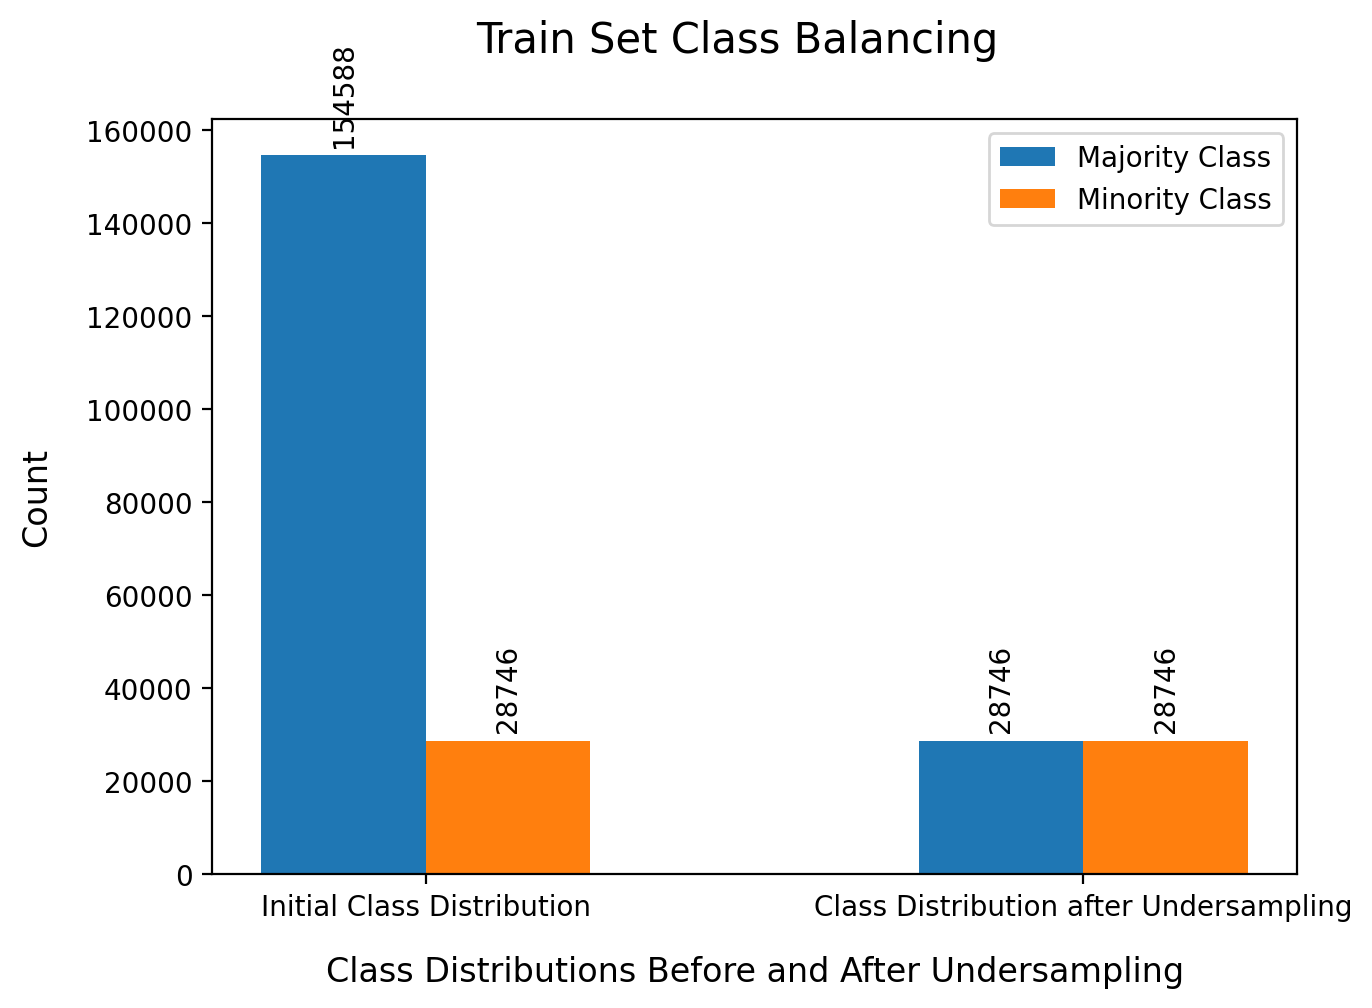 Train Set Class Balancing
154588
160000
140000
120000
100000
80000
60000
40000
20000
0
Count
Majority Class
Minority Class
28746
28746
28746
Initial Class Distribution
Class Distribution after Undersampling
Class Distributions Before and After Undersampling